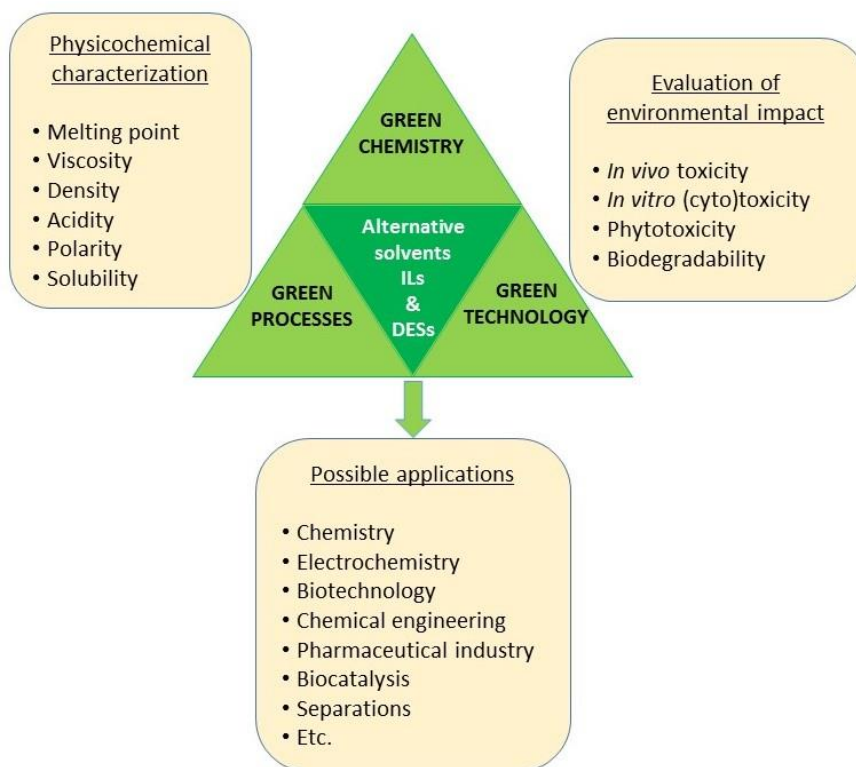 Physicochemical
characterization
• Melting point
• Viscosity
• Density
• Acidity
• Polarity
• Solubility
GREEN
CHEMISTRY
Evaluation of
environmental impact
• In vivo toxicity
• In vitro (cyto)toxicity
• Phytotoxicity
• Biodegradability
Alternative
solvents
ILs
&
DESs
GREEN
PROCESSES
GREEN
TECHNOLOGY
Possible applications
• Chemistry
• Electrochemistry
• Biotechnology
• Chemical engineering
• Pharmaceutical industry
• Biocatalysis
• Separations
• Etc.